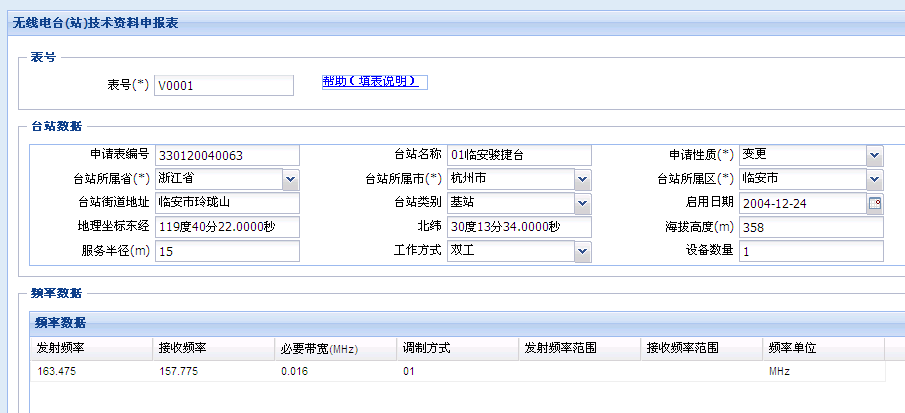 无线电台(站)技术资料申报表
表号
表号(*) V0001 帮助(填表说明)
台站数据
申请表编号 330120040063 台站名称 01临安骏捷台 申请性质(*) 变更
台站所属省(*) 浙江省 台站所属市(*) 杭州市 台站所属区(*) 临安市
台站街道地址 临安市玲珑山 台站类别 基站 启用日期 2004-12-24
地理坐标东经 119度40分22.0000秒 北纬 30度13分34.0000秒 海拔高度(m) 358
服务半径(m) 15 工作方式 双工 设备数量 1
频率数据
频率数据
发射频率 接收频率 必要带宽(MHz) 调制方式 发射频率范围 接收频率范围 频率单位
163.475 157.775 0.016 01 MHz